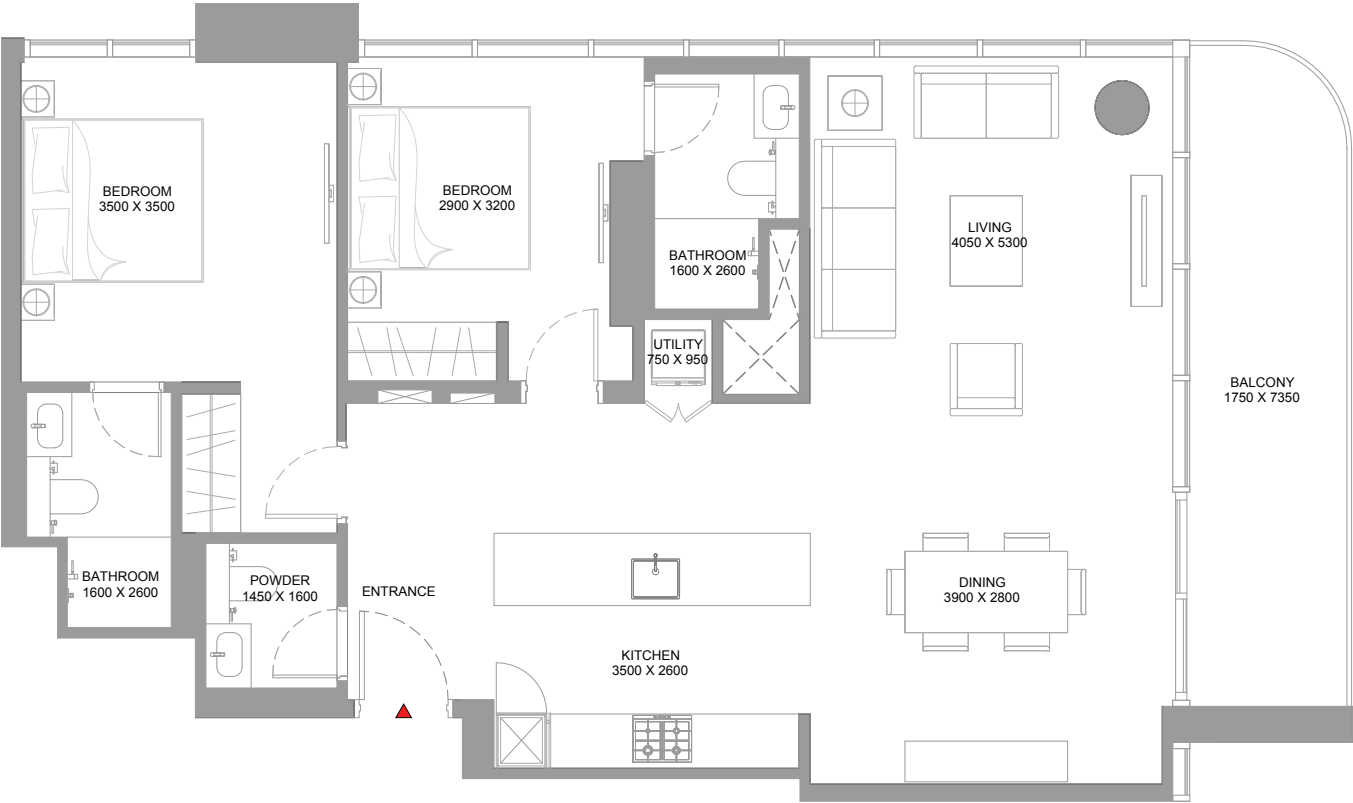 BEDROOM
3500 X 3500
BEDROOM
2900 X 3200
BATHROOM
1600 X 2600
LIVING
4050 X 5300
UTILITY
750 X 950
BALCONY
1750 X 7350
BATHROOM
1600 X 2600
POWDER
1450 X 1600
ENTRANCE
DINING
3900 X 2800
KITCHEN
3500 X 2600